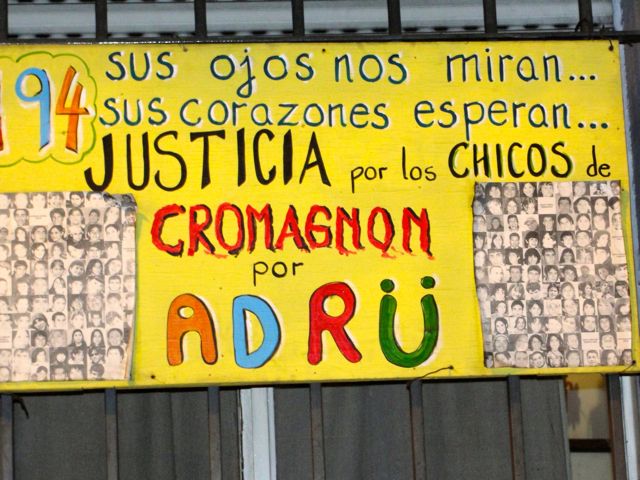 194
sus ojos nos miran...
sus corazones esperan...
JUSTICIA por los CHICOS de
CROMAGNON
por
ADRÜ